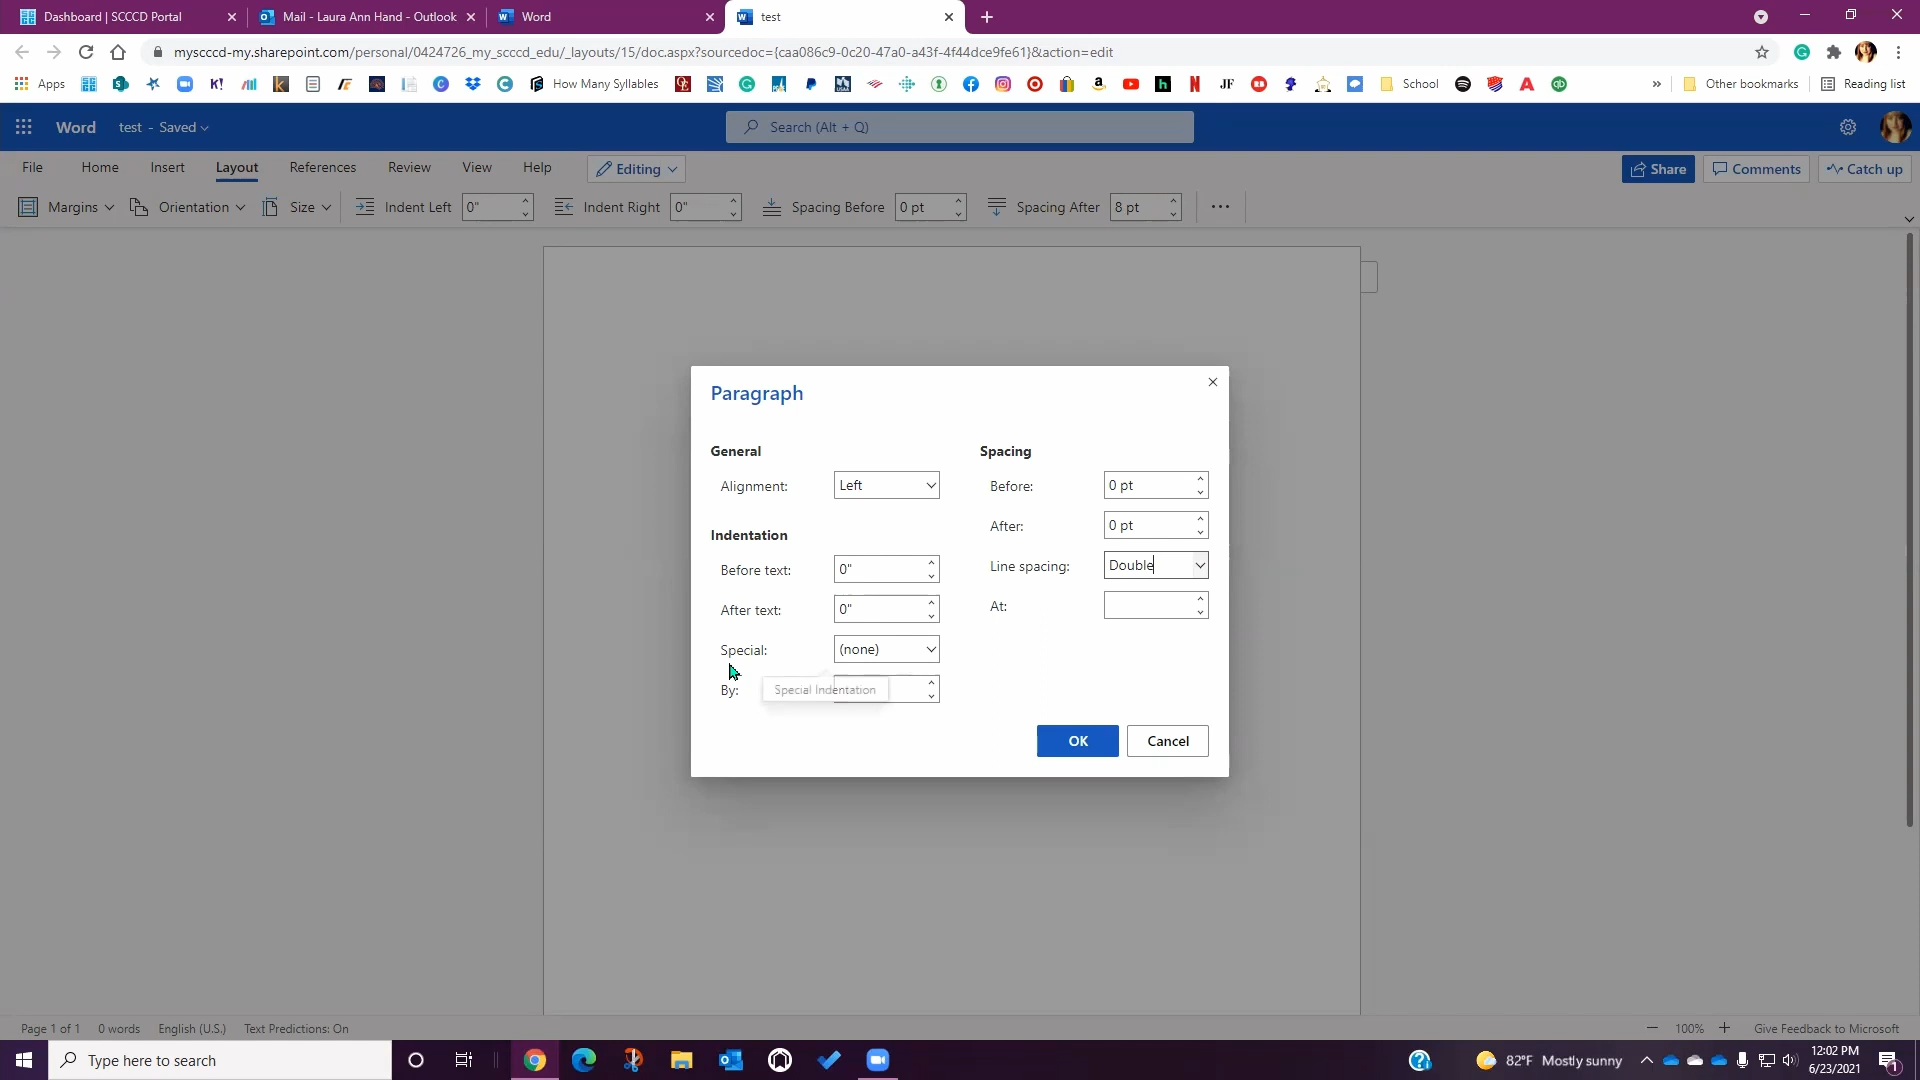 Dashboard | SCCCD Portal
Mail - Laura Ann Hand - Outlook
Word
test
myscccd-my.sharepoint.com/personal/0424726_my_scccd_edu/_layouts/15/doc.aspx?sourcedoc={caa086c9-0c20-47a0-a43f-4f44dce9fe61}&action=edit
Apps
How Many Syllables
School
Other bookmarks
Reading list
Word
test - Saved
Search (Alt + Q)
File
Home
Insert
Layout
References
Review
View
Help
Editing
Share
Comments
Catch up
Margins
Orientation
Size
Indent Left 0"
Indent Right 0"
Spacing Before 0 pt
Spacing After 8 pt
Paragraph
General
Alignment: Left
Indentation
Before text: 0"
After text: 0"
Special: (none)
By:
Special Indentation
Spacing
Before: 0 pt
After: 0 pt
Line spacing: Double
At:
OK
Cancel
Page 1 of 1
0 words
English (U.S.)
Text Predictions: On
100%
Give Feedback to Microsoft
Type here to search
82°F Mostly sunny
12:02 PM
6/23/2021
1